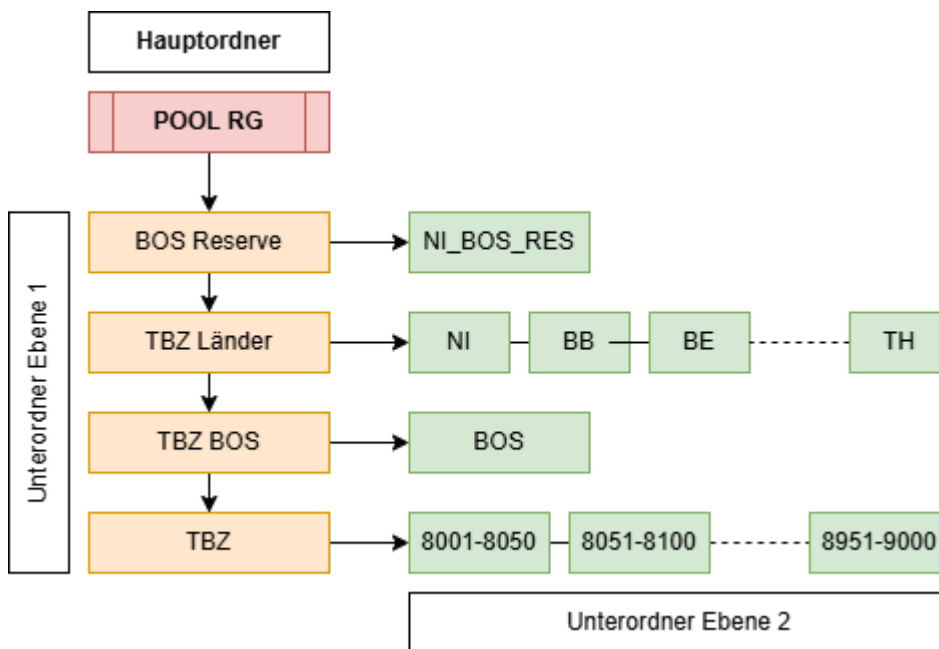 Hauptordner
POOL RG
Unterordner Ebene 1
BOS Reserve
NI_BOS_RES
TBZ Länder
NI
BB
BE
TH
TBZ BOS
BOS
TBZ
8001-8050
8051-8100
8951-9000
Unterordner Ebene 2